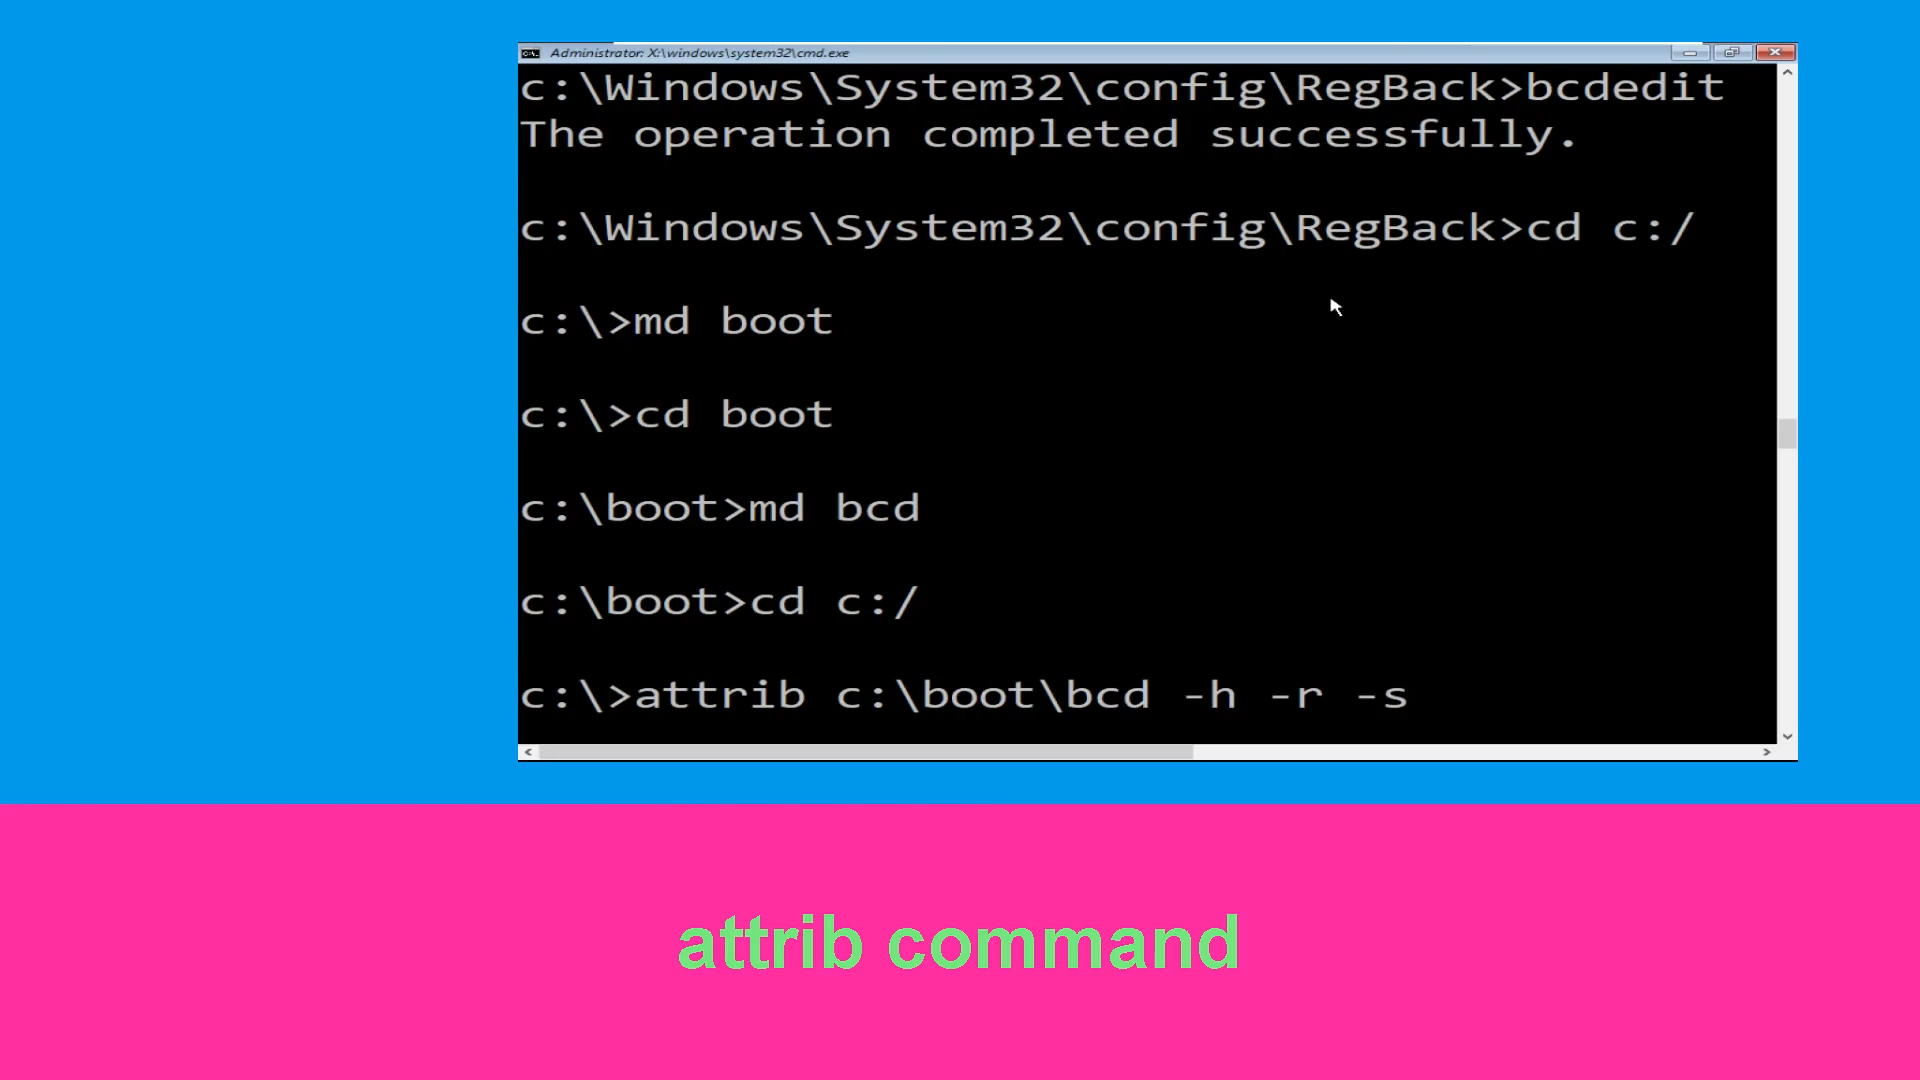 Administrator: X:\windows\system32\cmd.exe
c:\Windows\System32\config\RegBack>bcdedit
The operation completed successfully.
c:\Windows\System32\config\RegBack>cd c:/
c:\>md boot
c:\>cd boot
c:\boot>md bcd
c:\boot>cd c:/
c:\>attrib c:\boot\bcd -h -r -s
attrib command